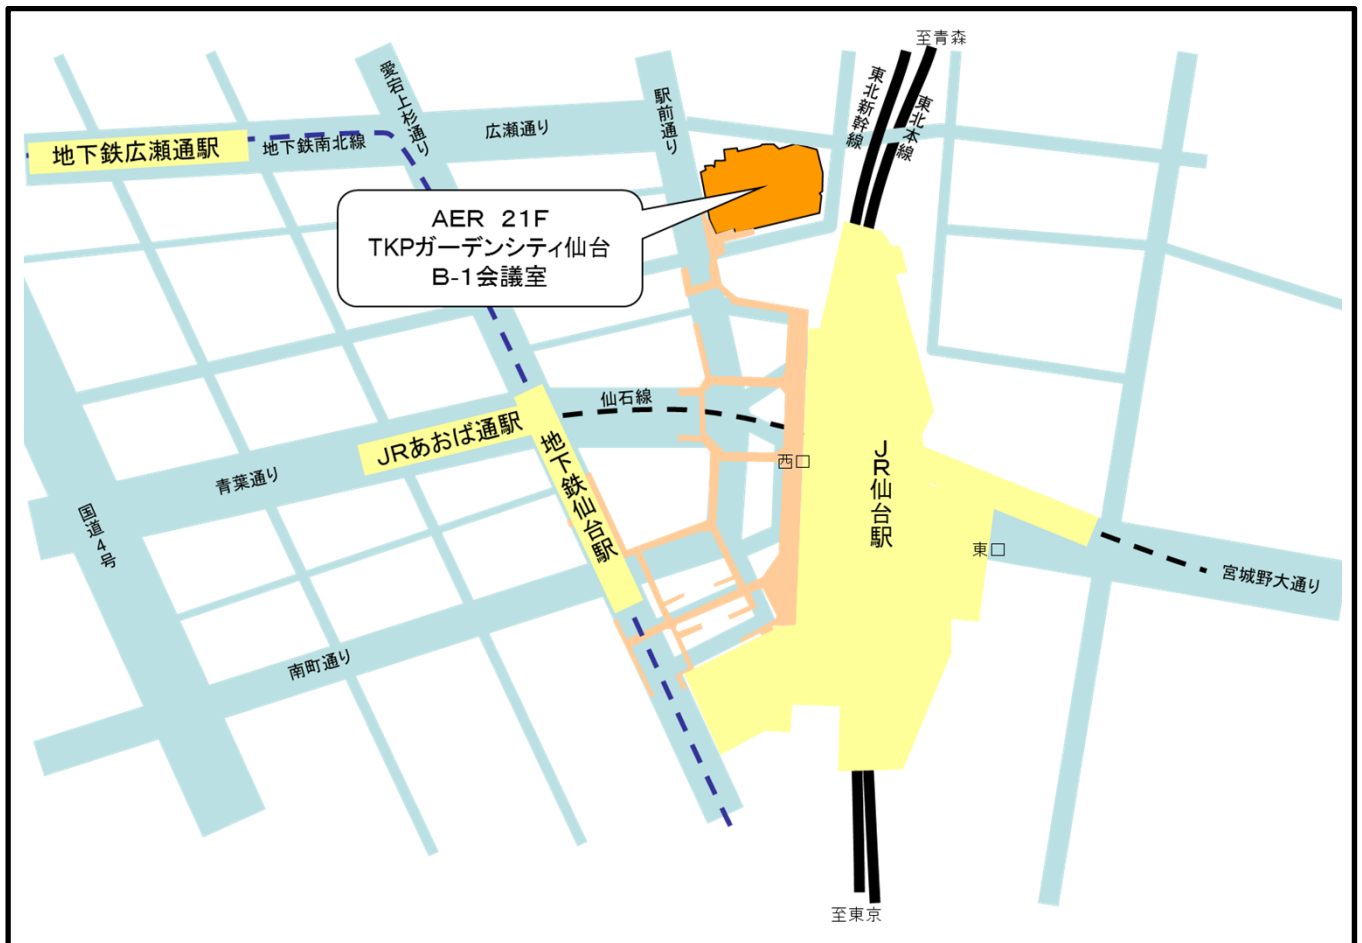 至青森
東北新幹線
東北本線
愛宕上杉通り
駅前通り
広瀬通り
地下鉄広瀬通駅
地下鉄南北線
AER 21F
TKPガーデンシティ仙台
B-1会議室
仙石線
JRあおば通駅
地下鉄仙台駅
西口
JR仙台駅
青葉通り
国道4号
東口
宮城野大通り
南町通り
至東京